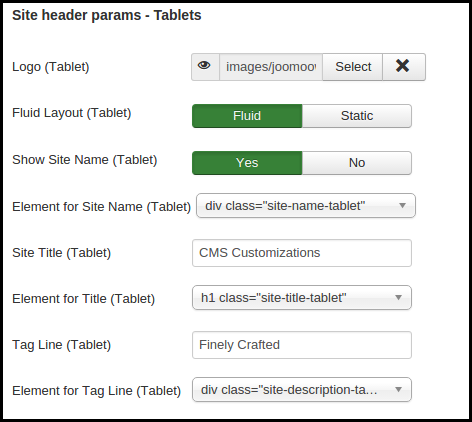 Site header params - Tablets
Logo (Tablet) images/joomoov Select
Fluid Layout (Tablet) Fluid Static
Show Site Name (Tablet) Yes No
Element for Site Name (Tablet) div class="site-name-tablet"
Site Title (Tablet) CMS Customizations
Element for Title (Tablet) h1 class="site-title-tablet"
Tag Line (Tablet) Finely Crafted
Element for Tag Line (Tablet) div class="site-description-ta...